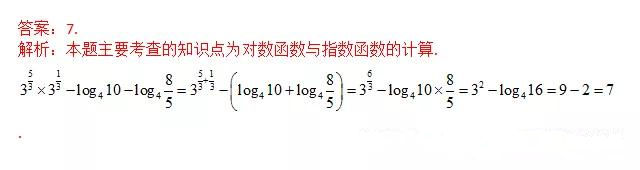 答案：7.
解析：本题主要考查的知识点为对数函数与指数函数的计算.
$3^{\frac{5}{3}} \times 3^{\frac{1}{3}} - \log_4 10 - \log_4 \frac{8}{5} = 3^{\frac{5}{3}+\frac{1}{3}} - \left( \log_4 10 + \log_4 \frac{8}{5} \right) = 3^{\frac{6}{3}} - \log_4 10 \times \frac{8}{5} = 3^2 - \log_4 16 = 9 - 2 = 7$
.